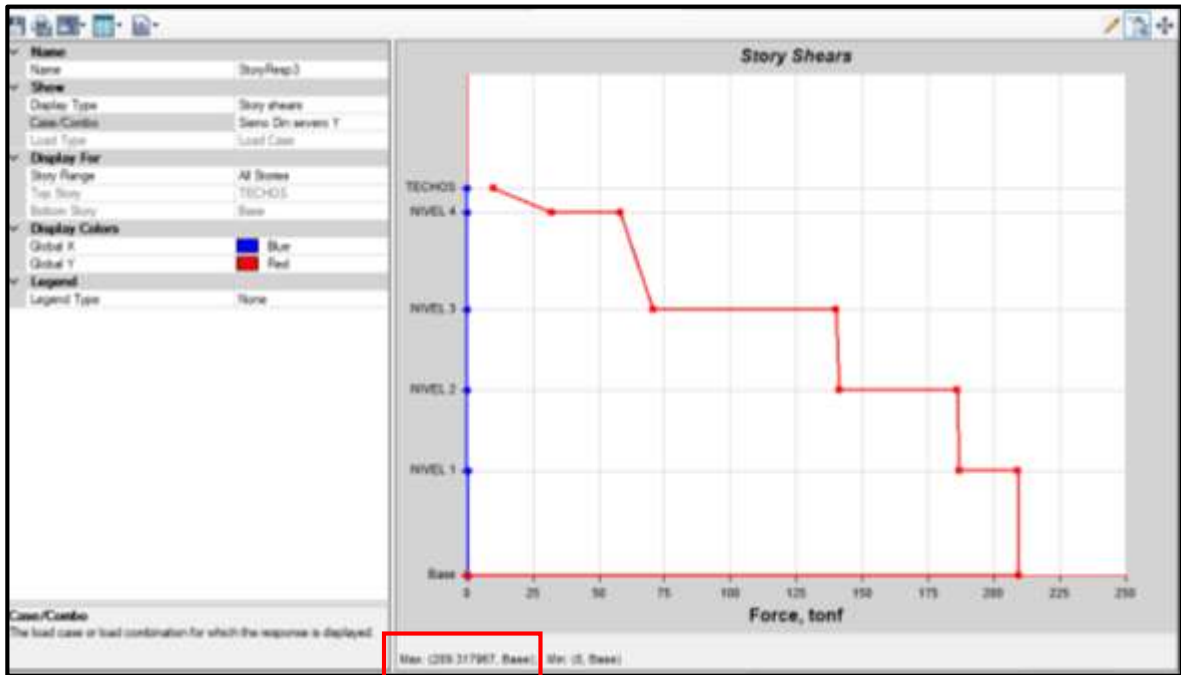 Name
Name StoryResp3
Show
Display Type Story shears
Case/Combo Sismo Din severo Y
Load Type Load Case
Display For
Story Range All Stories
Top Story TECHOS
Bottom Story Base
Display Colors
Global X Blue
Global Y Red
Legend
Legend Type None
Case/Combo
The load case or load combination for which the response is displayed.
Story Shears
TECHOS
NIVEL 4
NIVEL 3
NIVEL 2
NIVEL 1
Base
0 25 50 75 100 125 150 175 200 225 250
Force, tonf
Max: (209.317967, Base); Min: (0, Base)